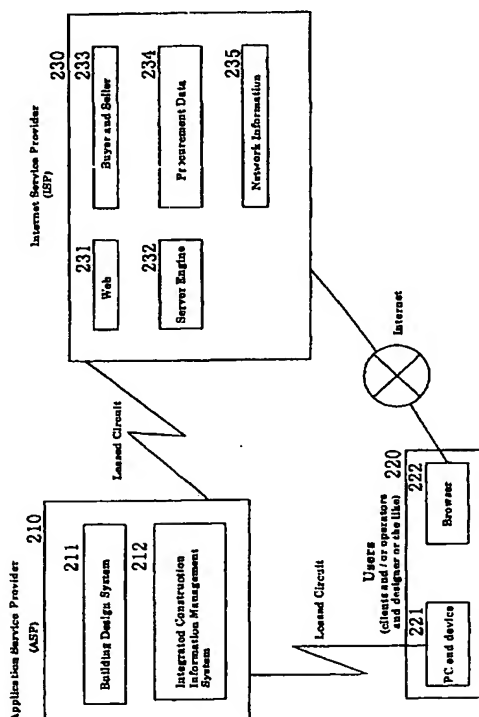 Application Service Provider
(ASP)
210
211
Building Design System
212
Integrated Construction
Information Management
System
Leased Circuit
Internet Service Provider
(ISP)
230
231
Web
233
Buyer and Seller
232
Server Engine
234
Procurement Data
235
Network Information
Leased Circuit
Internet
Users
(clients and / or operators
and designer or the like)
220
221
PC and device
222
Browser